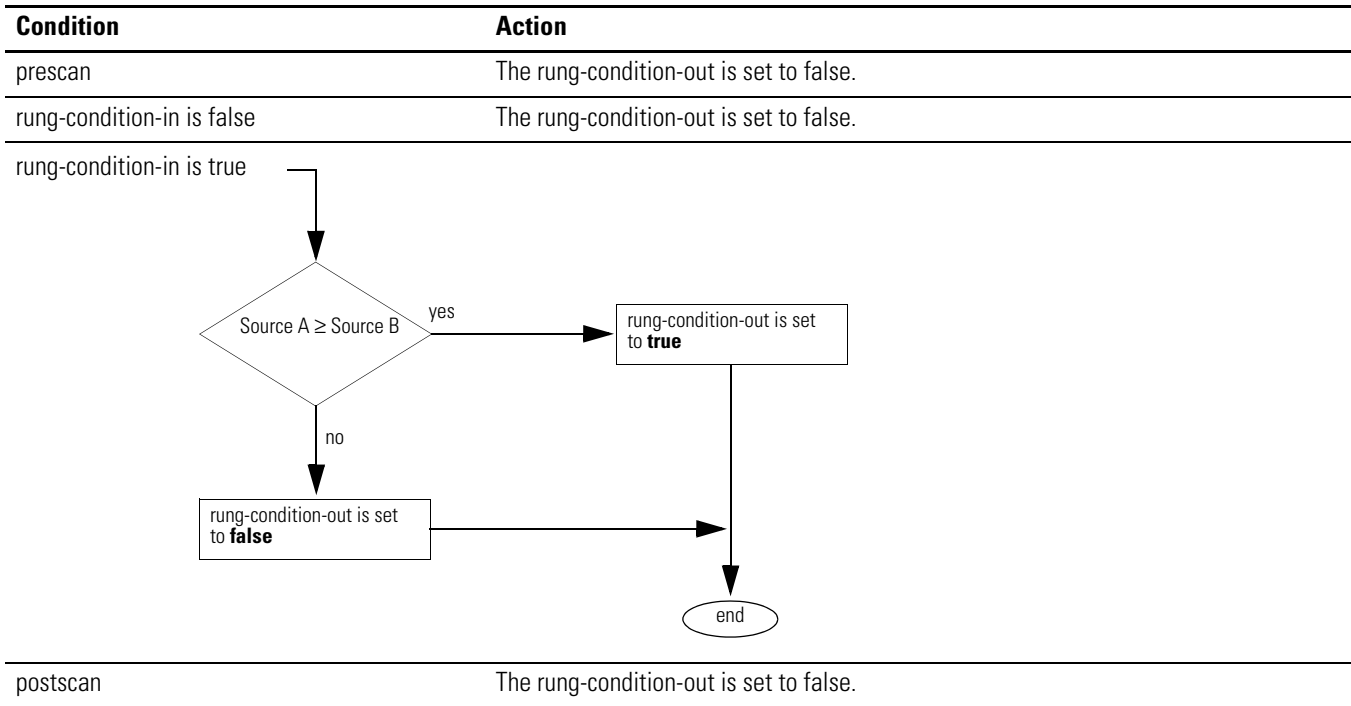 Condition Action
prescan The rung-condition-out is set to false.
rung-condition-in is false The rung-condition-out is set to false.
rung-condition-in is true
Source A ≥ Source B
yes
rung-condition-out is set
to true
no
rung-condition-out is set
to false
end
postscan The rung-condition-out is set to false.